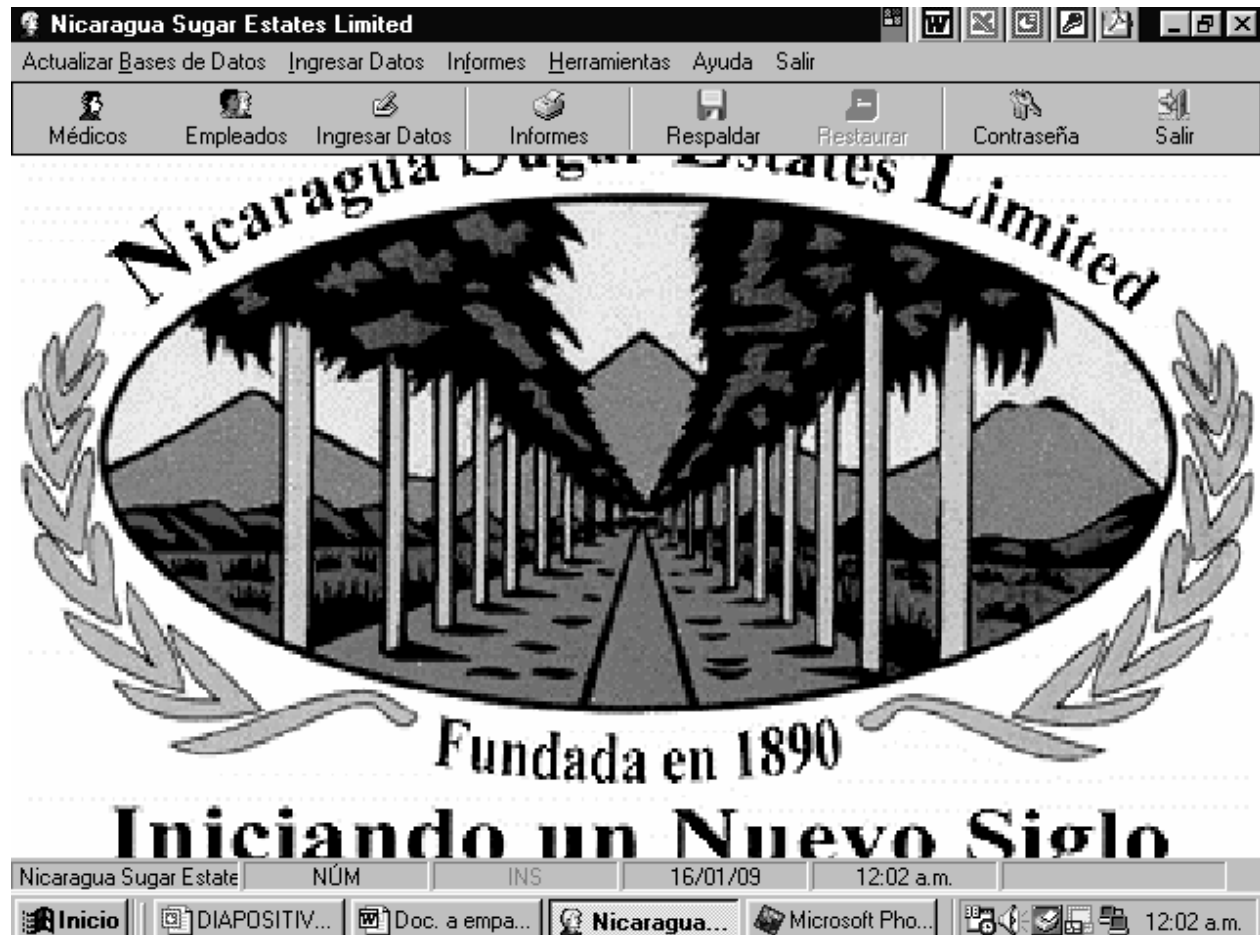 Nicaragua Sugar Estates Limited
Actualizar Bases de Datos Ingresar Datos Informes Herramientas Ayuda Salir
Médicos Empleados Ingresar Datos Informes Respaldar Restaurar Contraseña Salir
Nicaragua Sugar Estates Limited
Fundada en 1890
Iniciando un Nuevo Siglo
Nicaragua Sugar Estate NÚM INS 16/01/09 12:02 a.m.
Inicio DIAPOSITIV... Doc. a empa... Nicaragua... Microsoft Pho... 12:02 a.m.